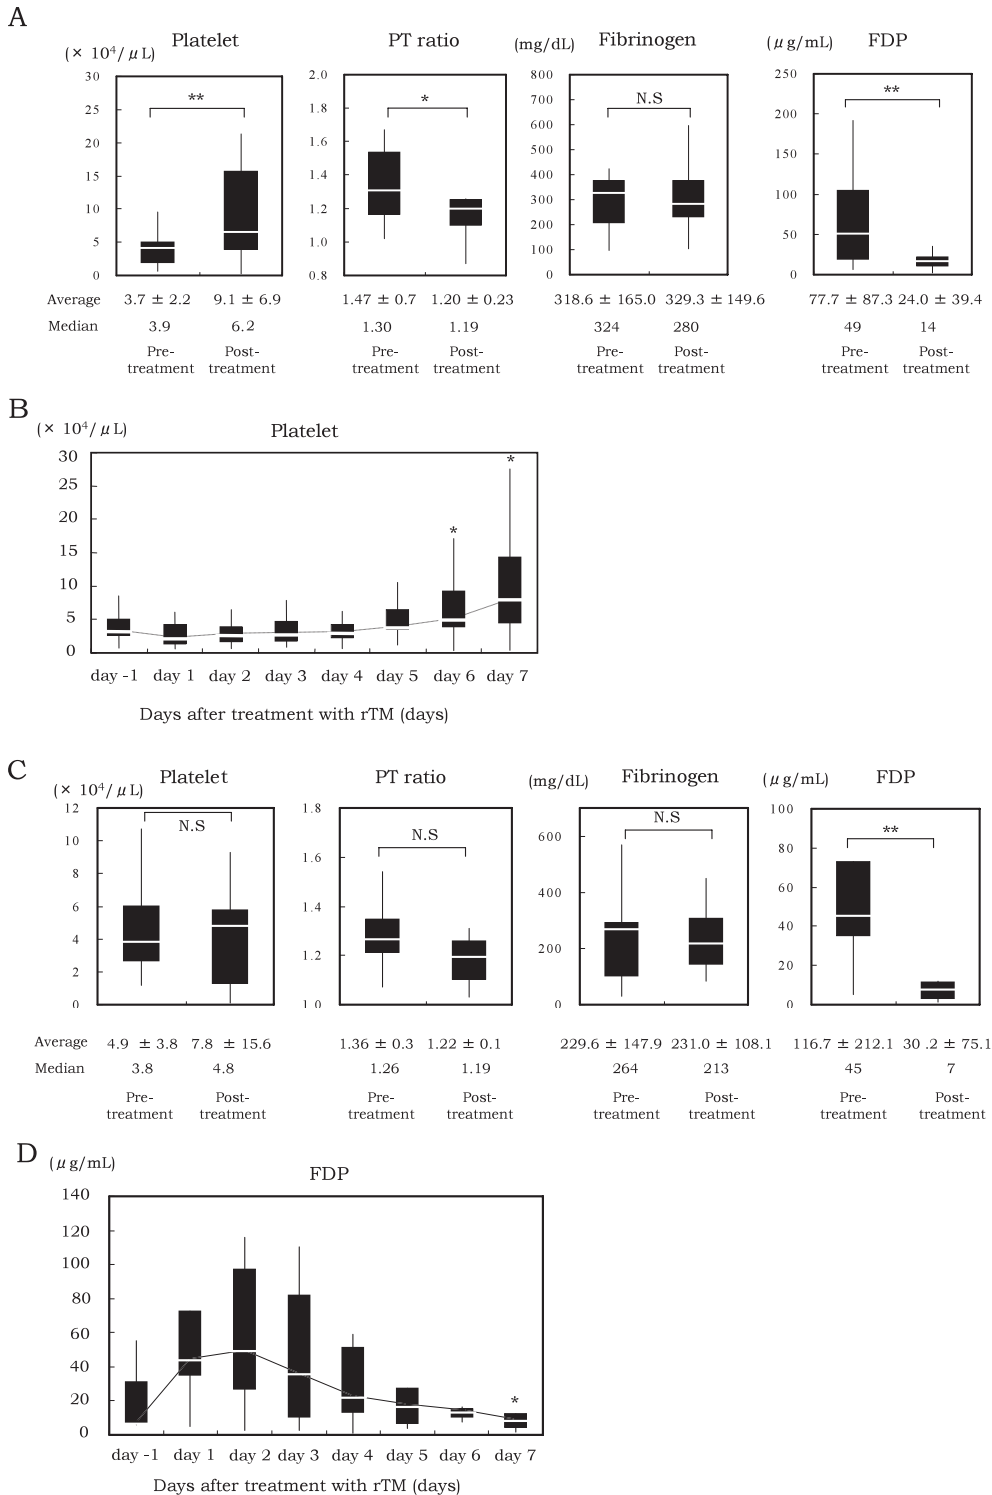 A
Platelet PT ratio Fibrinogen FDP
(× 10⁴/μL) (mg/dL) (μg/mL)
30 2.0 800 250
25 1.8 700 200
20 1.6 600 150
15 1.4 500 100
10 1.2 400 50
5 1.0 300 0
0 0.8 200
100
0
** * N.S **
Average 3.7 ± 2.2 9.1 ± 6.9 1.47 ± 0.7 1.20 ± 0.23 318.6 ± 165.0 329.3 ± 149.6 77.7 ± 87.3 24.0 ± 39.4
Median 3.9 6.2 1.30 1.19 324 280 49 14
Pre- Post- Pre- Post- Pre- Post- Pre- Post-
treatment treatment treatment treatment treatment treatment treatment treatment
B
(× 10⁴/μL)
Platelet
30
25
20
15
10
5
0
* *
day -1 day 1 day 2 day 3 day 4 day 5 day 6 day 7
Days after treatment with rTM (days)
C
Platelet PT ratio Fibrinogen FDP
(× 10⁴/μL) (mg/dL) (μg/mL)
12 1.8 600 100
10 1.6 400 80
8 1.4 200 60
6 1.2 0 40
4 1.0 20
2 0
0
N.S N.S N.S **
Average 4.9 ± 3.8 7.8 ± 15.6 1.36 ± 0.3 1.22 ± 0.1 229.6 ± 147.9 231.0 ± 108.1 116.7 ± 212.1 30 .2 ± 75.1
Median 3.8 4.8 1.26 1.19 264 213 45 7
Pre- Post- Pre- Post- Pre- Post- Pre- Post-
treatment treatment treatment treatment treatment treatment treatment treatment
D
(μg/mL)
FDP
140
120
100
80
60
40
20
0
*
day -1 day 1 day 2 day 3 day 4 day 5 day 6 day 7
Days after treatment with rTM (days)